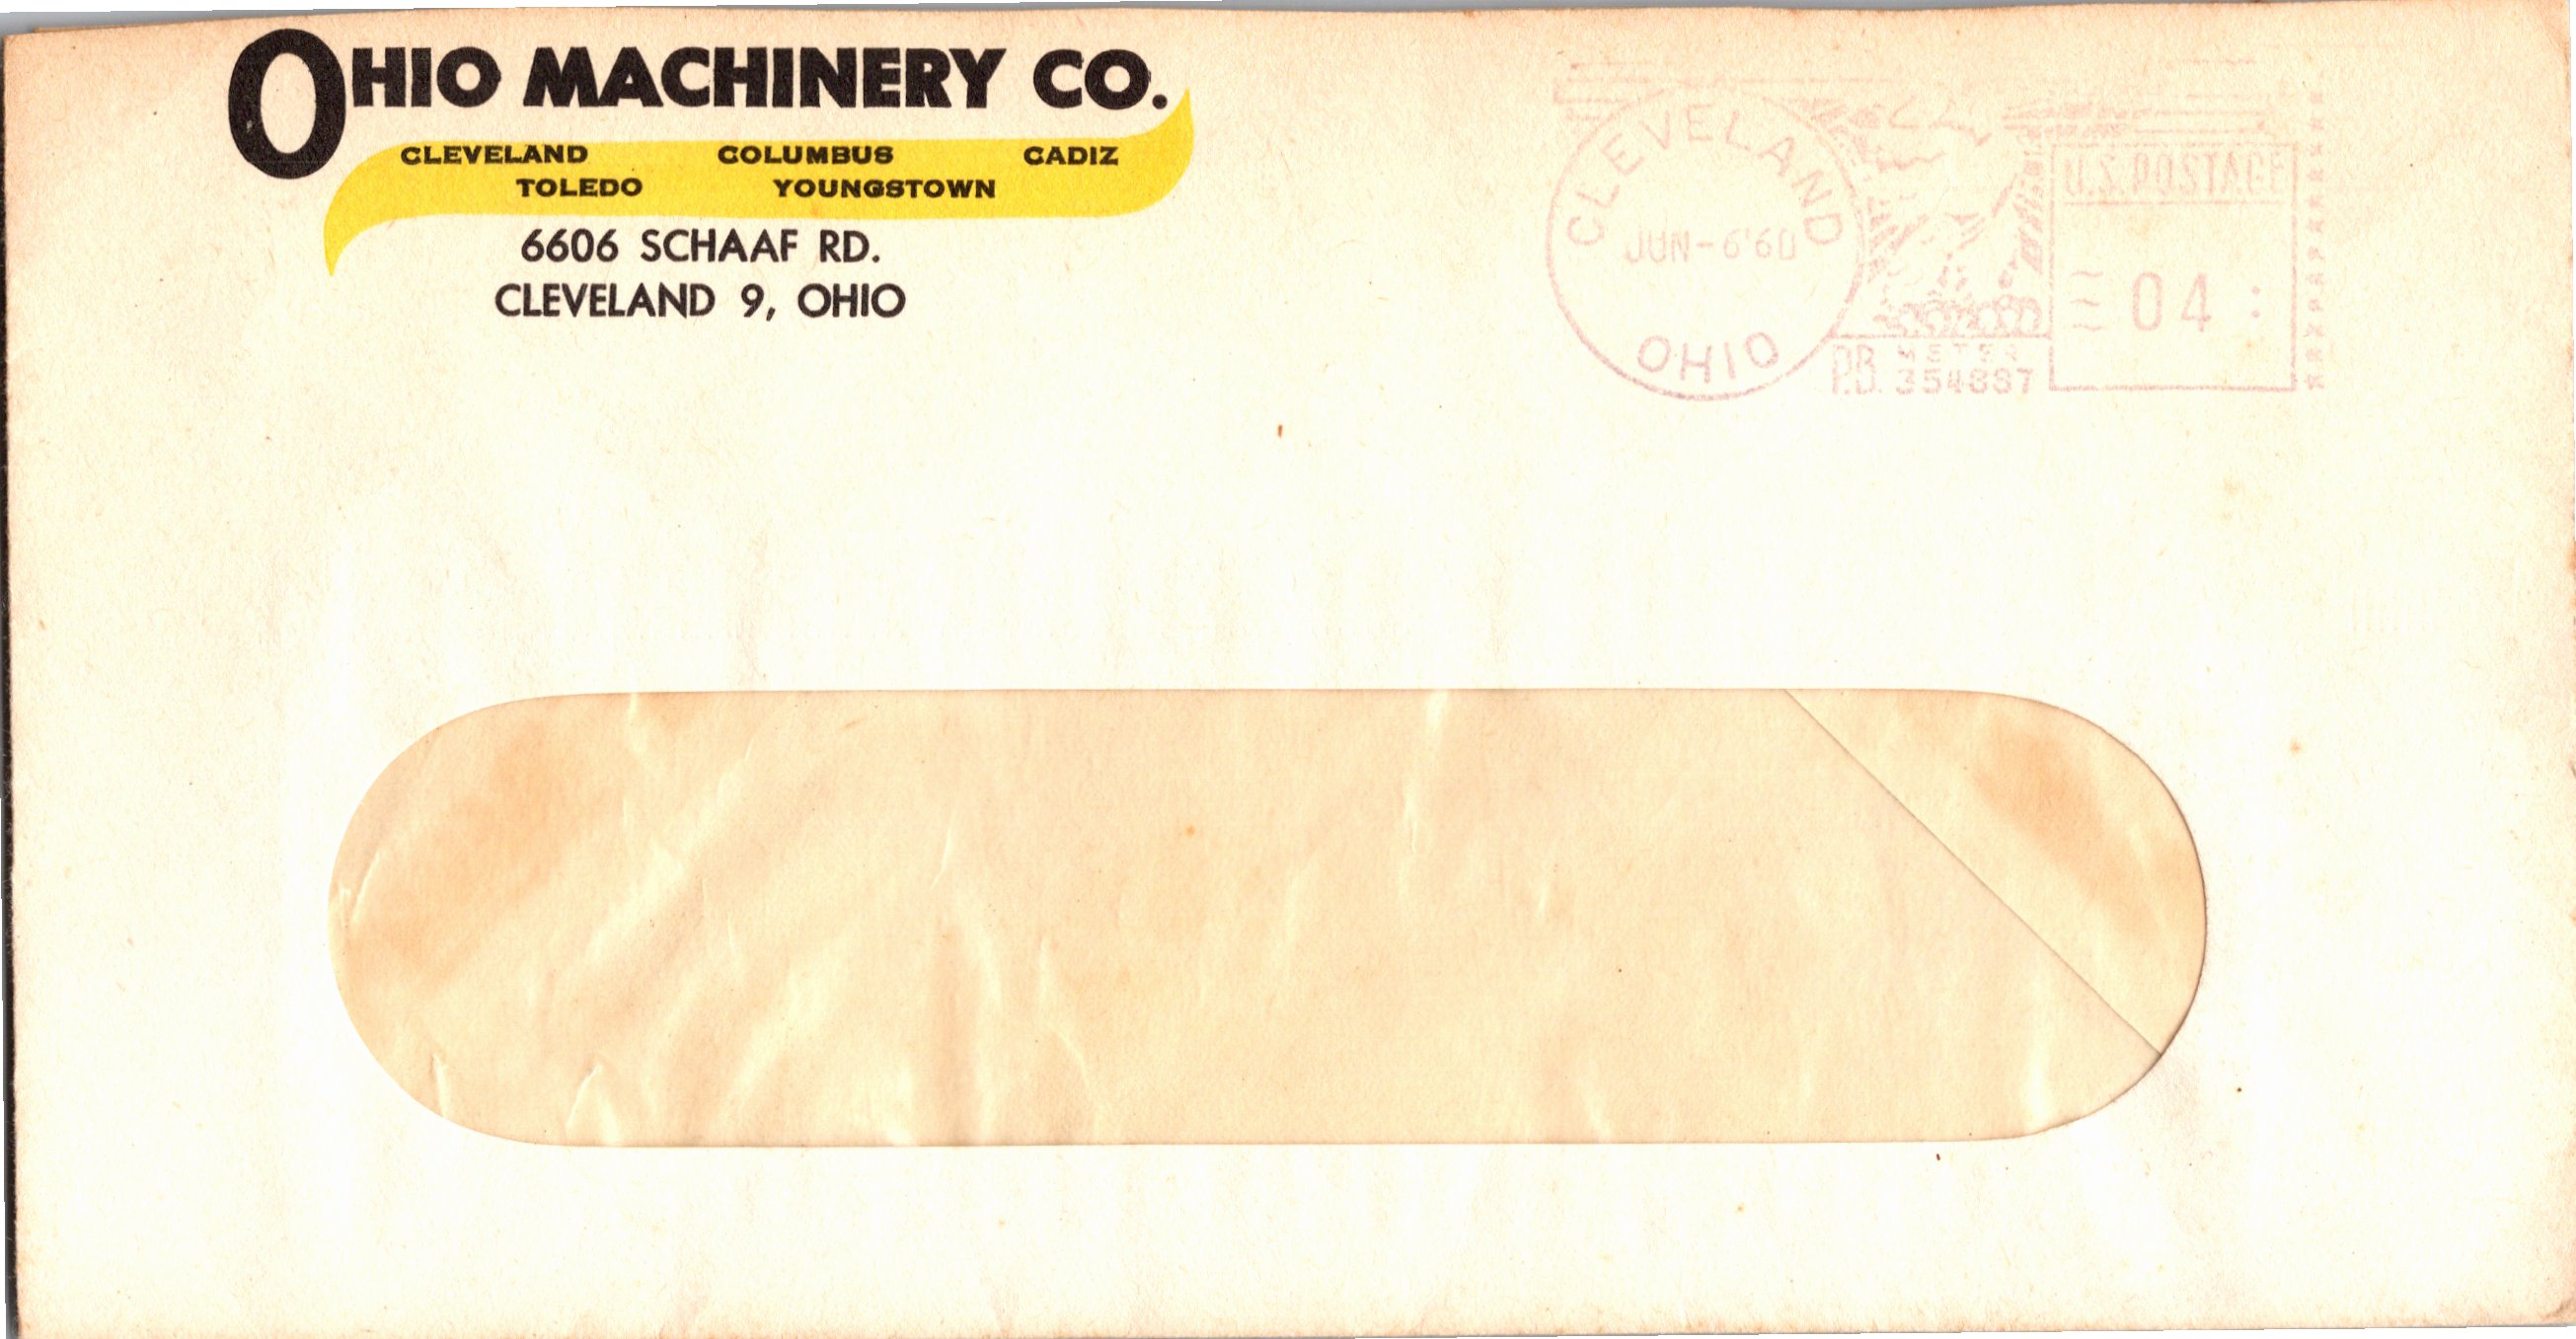 OHIO MACHINERY CO.
CLEVELAND COLUMBUS CADIZ
TOLEDO YOUNGSTOWN
6606 SCHAAF RD.
CLEVELAND 9, OHIO
CLEVELAND
JUN-6'60
OHIO
P.B. METER
354887
U.S. POSTAGE
04